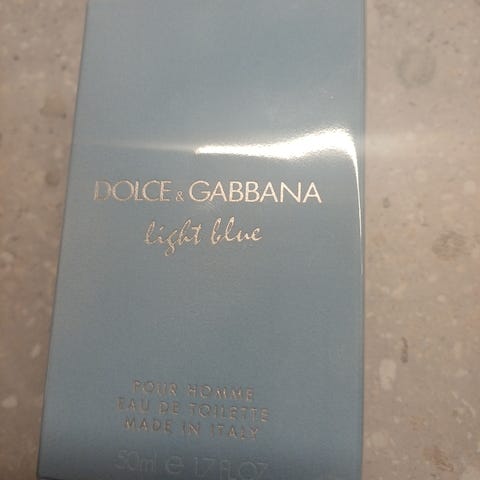 DOLCE & GABBANA
light blue
POUR HOMME
EAU DE TOILETTE
MADE IN ITALY
50ml e 1.7 FL.OZ